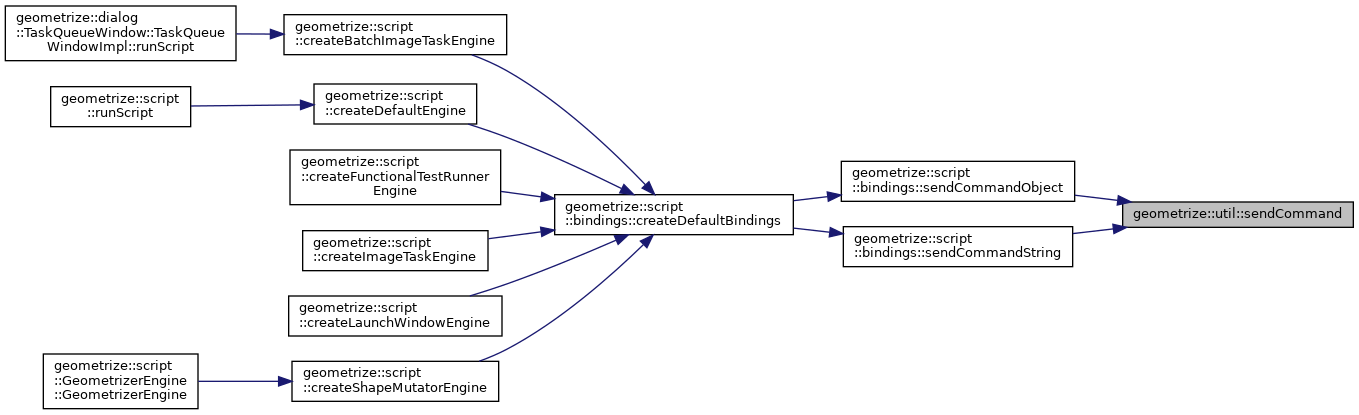 geometrize::dialog
::TaskQueueWindow::TaskQueue
WindowImpl::runScript
geometrize::script
::createBatchImageTaskEngine
geometrize::script
::runScript
geometrize::script
::createDefaultEngine
geometrize::script
::createFunctionalTestRunner
Engine
geometrize::script
::createImageTaskEngine
geometrize::script
::createLaunchWindowEngine
geometrize::script
::GeometrizerEngine
::GeometrizerEngine
geometrize::script
::createShapeMutatorEngine
geometrize::script
::bindings::createDefaultBindings
geometrize::script
::bindings::sendCommandObject
geometrize::script
::bindings::sendCommandString
geometrize::util::sendCommand